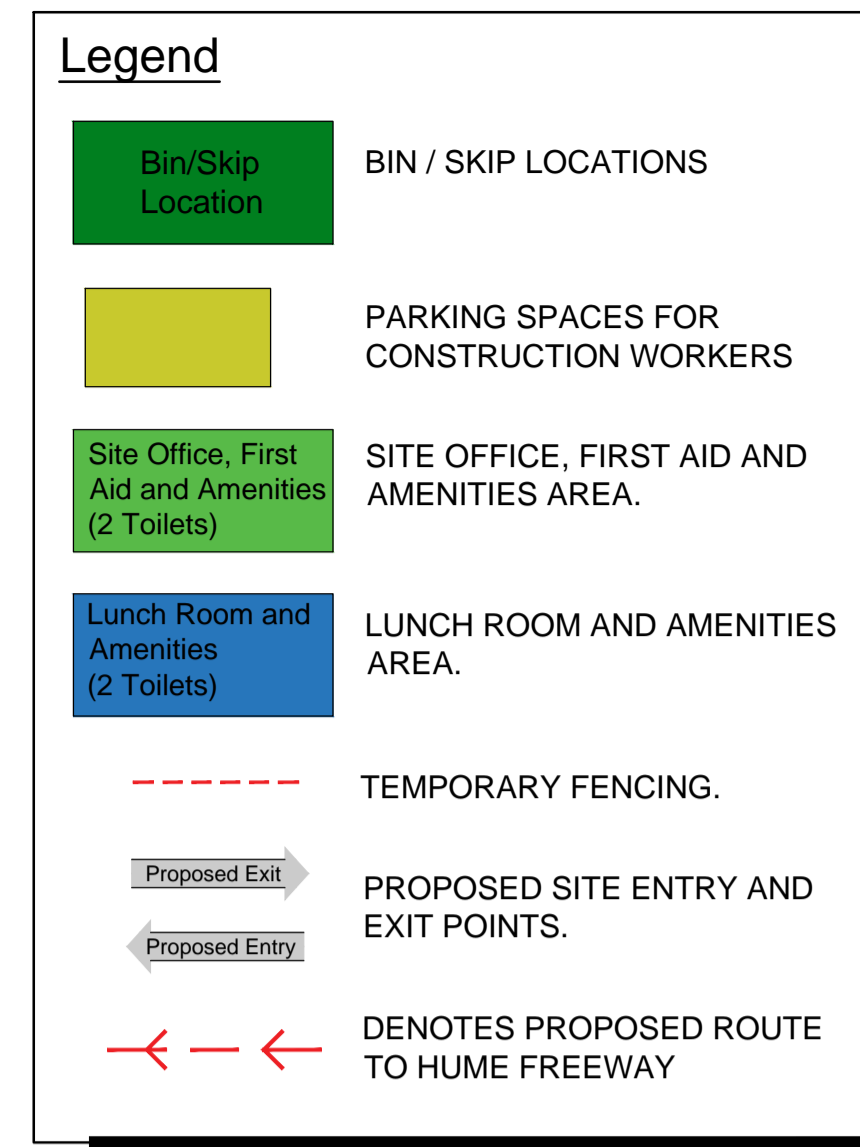 Legend
Bin/Skip
Location
BIN / SKIP LOCATIONS
PARKING SPACES FOR
CONSTRUCTION WORKERS
Site Office, First
Aid and Amenities
(2 Toilets)
SITE OFFICE, FIRST AID AND
AMENITIES AREA.
Lunch Room and
Amenities
(2 Toilets)
LUNCH ROOM AND AMENITIES
AREA.
TEMPORARY FENCING.
Proposed Exit
Proposed Entry
PROPOSED SITE ENTRY AND
EXIT POINTS.
DENOTES PROPOSED ROUTE
TO HUME FREEWAY